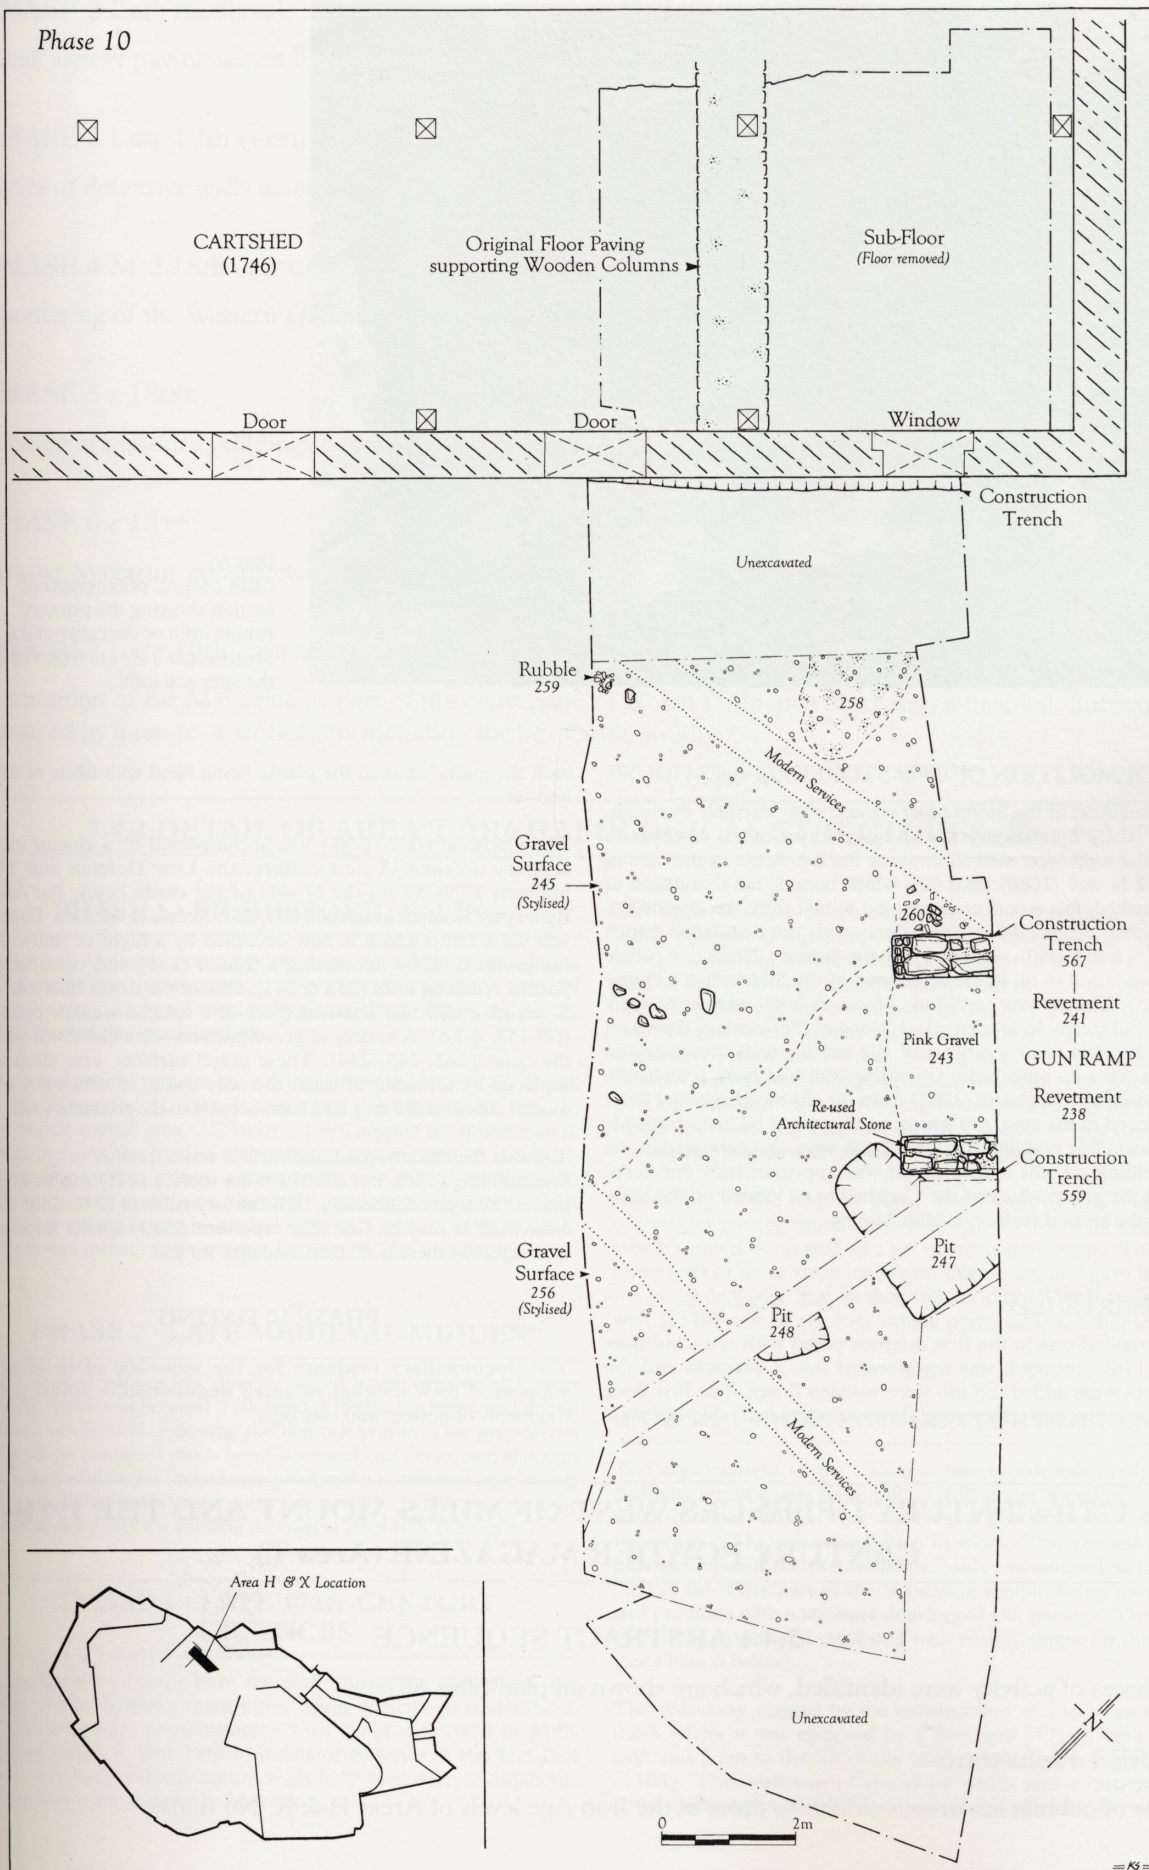 Phase 10
CARTSHED
(1746)
Original Floor Paving
supporting Wooden Columns
Sub-Floor
(Floor removed)
Door
Door
Window
Construction
Trench
Unexcavated
Rubble
259
258
Modern Services
Gravel
Surface
245
(Stylised)
260
Construction
Trench
567
Revetment
241
Pink Gravel
243
GUN RAMP
Revetment
238
Re-used
Architectural Stone
Construction
Trench
559
Pit
247
Gravel
Surface
256
(Stylised)
Pit
248
Modern Services
Area H & X Location
Unexcavated
N
0 2m
KS